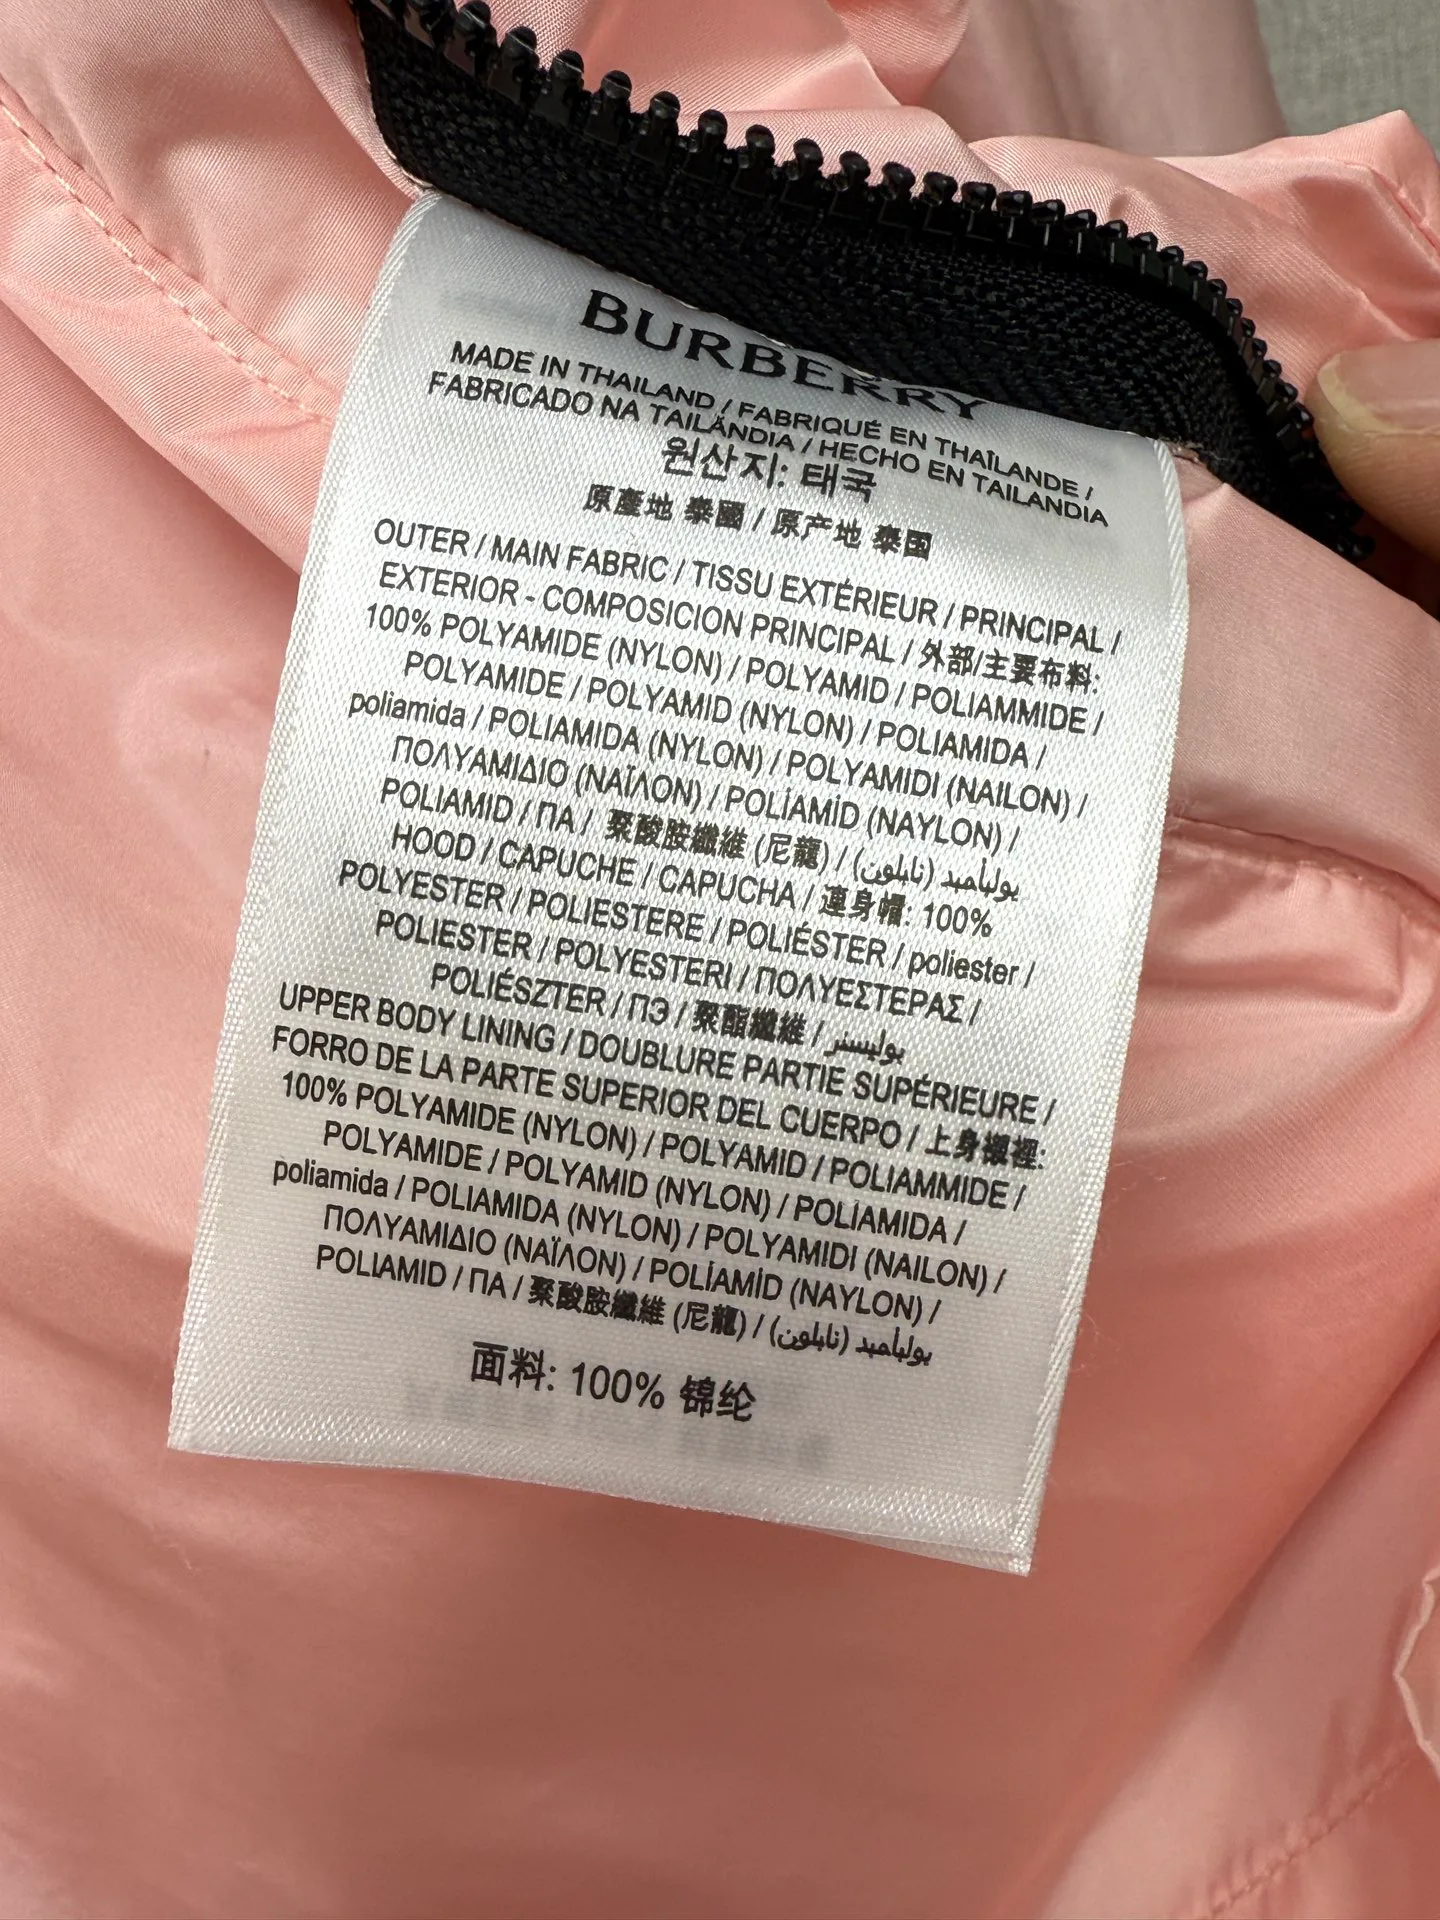 BURBERRY
MADE IN THAILAND / FABRIQUÉ EN THAÏLANDE /
FABRICADO NA TAILÂNDIA / HECHO EN TAILANDIA
원산지: 태국
原產地 泰國 / 原产地 泰国
OUTER / MAIN FABRIC / TISSU EXTÉRIEUR / PRINCIPAL /
EXTERIOR - COMPOSICION PRINCIPAL / 外部/主要布料:
100% POLYAMIDE (NYLON) / POLYAMID / POLIAMMIDE /
POLYAMIDE / POLYAMID (NYLON) / POLIAMIDA /
poliamida / POLIAMIDA (NYLON) / POLYAMIDI (NAILON) /
ΠΟΛΥΑΜΙΔΙΟ (ΝΑΪΛΟΝ) / POLİAMİD (NAYLON) /
POLIAMID / ПА / 聚酸胺纖維 (尼龍) / بوليأميد (نايلون)
HOOD / CAPUCHE / CAPUCHA / 連身帽: 100%
POLYESTER / POLIESTERE / POLIÉSTER / poliester /
POLIESTER / POLYESTERI / ΠΟΛΥΕΣΤΕΡΑΣ /
POLIÉSZTER / ПЭ / 聚酯纖維 / بوليستر
UPPER BODY LINING / DOUBLURE PARTIE SUPÉRIEURE /
FORRO DE LA PARTE SUPERIOR DEL CUERPO / 上身襯裡:
100% POLYAMIDE (NYLON) / POLYAMID / POLIAMMIDE /
POLYAMIDE / POLYAMID (NYLON) / POLIAMIDA /
poliamida / POLIAMIDA (NYLON) / POLYAMIDI (NAILON) /
ΠΟΛΥΑΜΙΔΙΟ (ΝΑΪΛΟΝ) / POLİAMİD (NAYLON) /
POLIAMID / ПА / 聚酸胺纖維 (尼龍) / بوليأميد (نايلون)
面料: 100% 锦纶